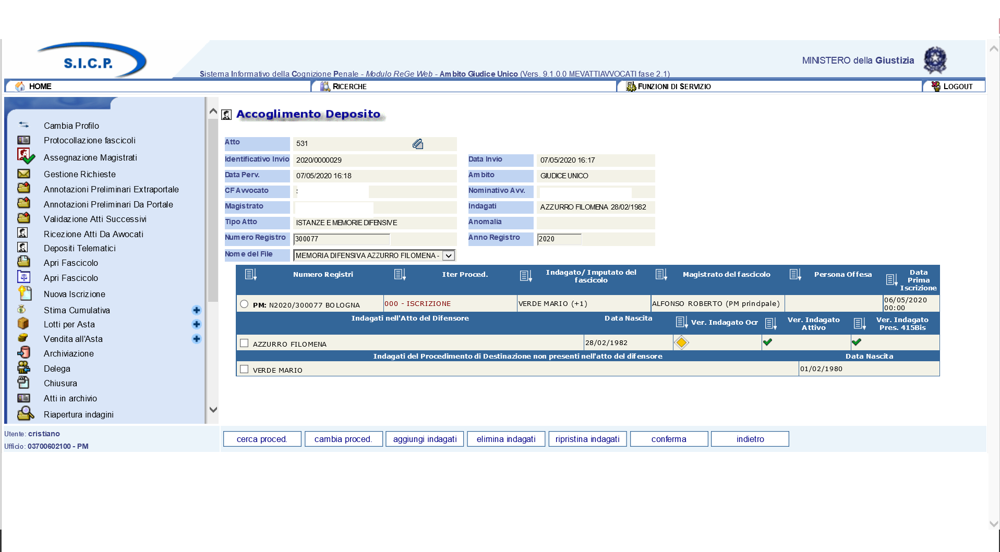 S.I.C.P.
MINISTERO della Giustizia
Sistema Informativo della Cognizione Penale - Modulo ReGe Web - Ambito Giudice Unico (Vers. 9.1.0.0 MEVATTIAVVOCATI fase 2.1)
HOME
RICERCHE
FUNZIONI DI SERVIZIO
LOGOUT
Cambia Profilo
Protocollazione fascicoli
Assegnazione Magistrati
Gestione Richieste
Annotazioni Preliminari Extraportale
Annotazioni Preliminari Da Portale
Validazione Atti Successivi
Ricezione Atti Da Avvocati
Depositi Telematici
Apri Fascicolo
Apri Fascicolo
Nuova Iscrizione
Stima Cumulativa
Lotti per Asta
Vendita all'Asta
Archiviazione
Delega
Chiusura
Atti in archivio
Riapertura indagini
Utente: cristiano
Ufficio: 03700602100 - PM
Accoglimento Deposito
Atto 531
Identificativo Invio 2020/0000029 Data Invio 07/05/2020 16:17
Data Perv. 07/05/2020 16:18 Ambito GIUDICE UNICO
CF Avvocato Nominativo Avv.
Magistrato Indagati AZZURRO FILOMENA 28/02/1982
Tipo Atto ISTANZE E MEMORIE DIFENSIVE Anomalia
Numero Registro 300077 Anno Registro 2020
Nome del File MEMORIA DIFENSIVA AZZURRO FILOMENA -
Numero Registri Iter Proced. Indagato/Imputato del fascicolo Magistrato del fascicolo Persona Offesa Data Prima Iscrizione
PM: N2020/300077 BOLOGNA 000 - ISCRIZIONE VERDE MARIO (+1) ALFONSO ROBERTO (PM principale) 06/05/2020 00:00
Indagati nell'Atto del Difensore Data Nascita Ver. Indagato Ocr Ver. Indagato Attivo Ver. Indagato Pres. 415Bis
AZZURRO FILOMENA 28/02/1982
Indagati del Procedimento di Destinazione non presenti nell'atto del difensore Data Nascita
VERDE MARIO 01/02/1980
cerca proced. cambia proced. aggiungi indagati elimina indagati ripristina indagati conferma indietro